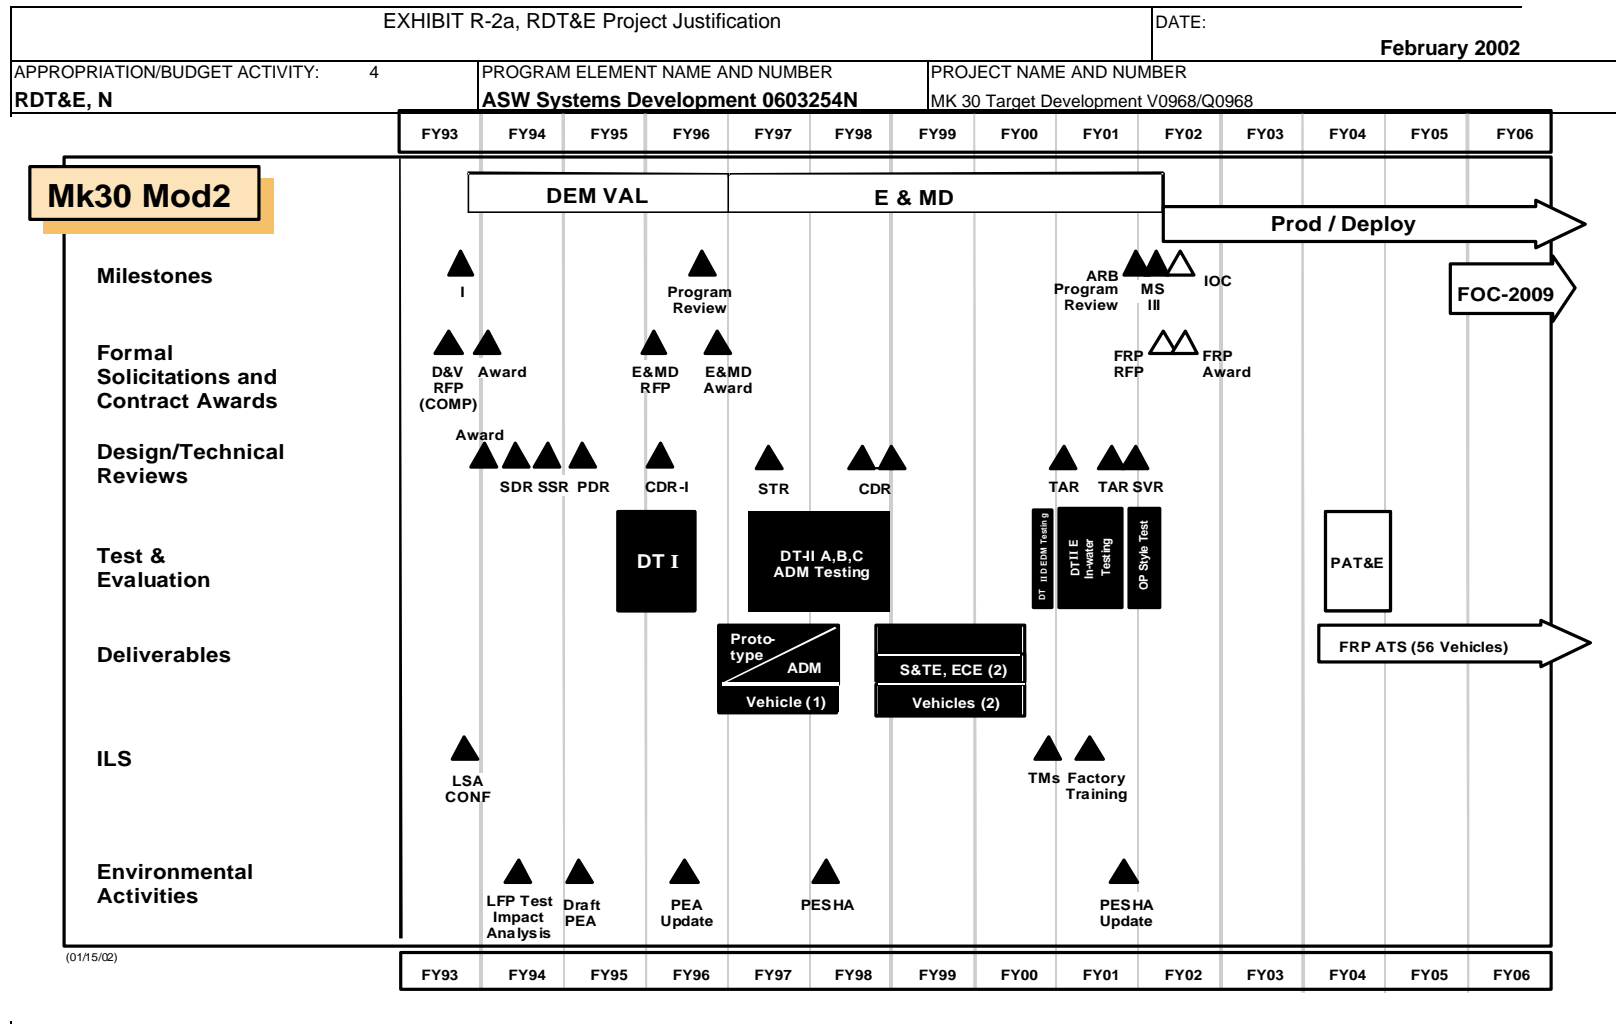 EXHIBIT R-2a, RDT&E Project Justification
DATE:
February 2002
APPROPRIATION/BUDGET ACTIVITY: 4
PROGRAM ELEMENT NAME AND NUMBER
PROJECT NAME AND NUMBER
RDT&E, N
ASW Systems Development 0603254N
MK 30 Target Development V0968/Q0968
FY93 FY94 FY95 FY96 FY97 FY98 FY99 FY00 FY01 FY02 FY03 FY04 FY05 FY06
Mk30 Mod2
DEM VAL
E & MD
Prod / Deploy
Milestones
I
Program
Review
ARB
Program
Review
MS
III
IOC
FOC-2009
Formal
Solicitations and
Contract Awards
D&V
RFP
(COMP)
Award
E&MD
RFP
E&MD
Award
FRP
RFP
FRP
Award
Design/Technical
Reviews
Award
SDR SSR PDR
CDR-I
STR
CDR
TAR
TAR SVR
Test &
Evaluation
DT I
DT-II A,B,C
ADM Testing
DT II D EDM Testing
DT II E
In-water
Testing
OP Style Test
PAT&E
Deliverables
Proto-
type
ADM
Vehicle (1)
S&TE, ECE (2)
Vehicles (2)
FRP ATS (56 Vehicles)
ILS
LSA
CONF
TMs
Factory
Training
Environmental
Activities
LFP Test
Impact
Analysis
Draft
PEA
PEA
Update
PESHA
PESHA
Update
(01/15/02)
FY93 FY94 FY95 FY96 FY97 FY98 FY99 FY00 FY01 FY02 FY03 FY04 FY05 FY06